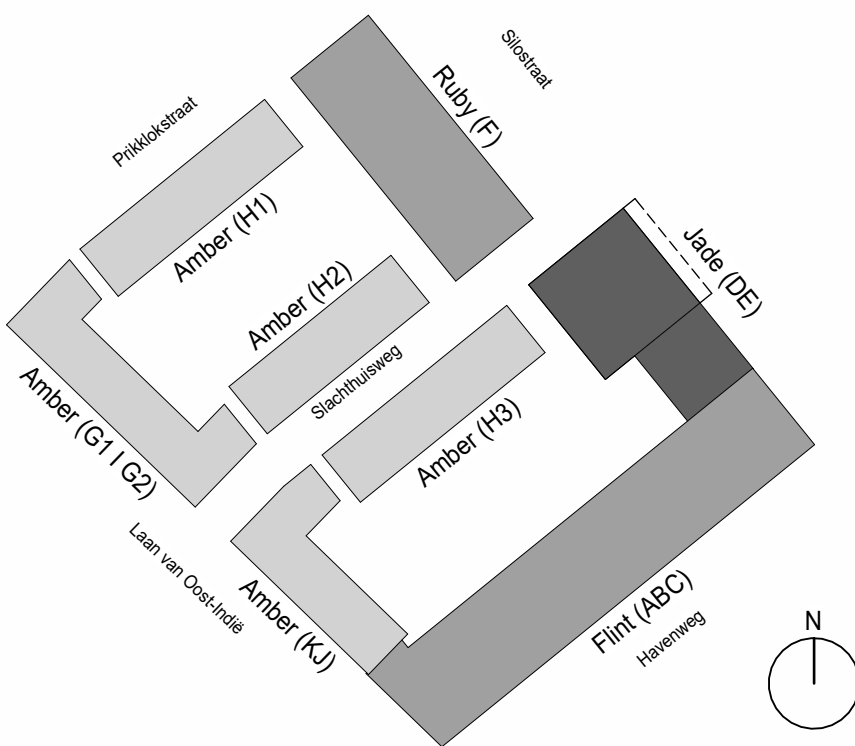 Silostraat
Ruby (F)
Prikklokstraat
Amber (H1)
Jade (DE)
Amber (H2)
Slachthuisweg
Amber (G1 I G2)
Amber (H3)
Laan van Oost-Indië
Amber (KJ)
Flint (ABC)
Havenweg
N